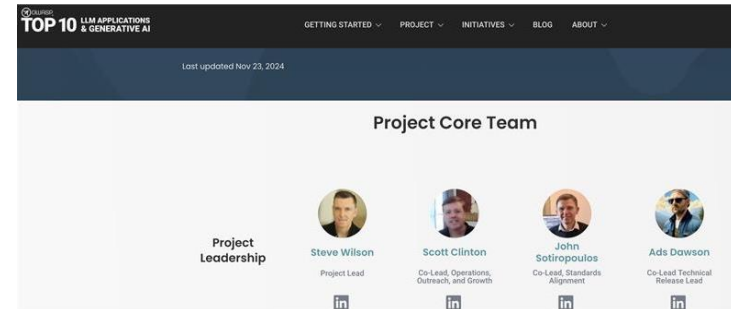 OWASP
TOP 10 LLM APPLICATIONS & GENERATIVE AI
GETTING STARTED PROJECT INITIATIVES BLOG ABOUT
Last updated Nov 23, 2024
Project Core Team
Project Leadership
Steve Wilson
Project Lead
Scott Clinton
Co-Lead, Operations,
Outreach, and Growth
John
Sotiropoulos
Co-Lead, Standards
Alignment
Ads Dawson
Co-Lead Technical
Release Lead
in in in in